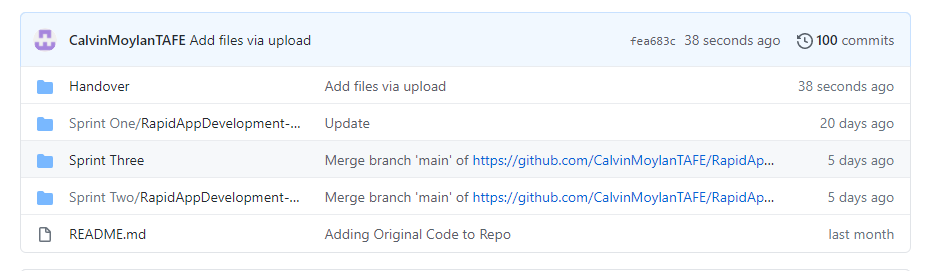 CalvinMoylanTAFE Add files via upload fea683c 38 seconds ago 100 commits
Handover Add files via upload 38 seconds ago
Sprint One/RapidAppDevelopment-... Update 20 days ago
Sprint Three Merge branch 'main' of https://github.com/CalvinMoylanTAFE/RapidAp... 5 days ago
Sprint Two/RapidAppDevelopment-... Merge branch 'main' of https://github.com/CalvinMoylanTAFE/RapidAp... 5 days ago
README.md Adding Original Code to Repo last month